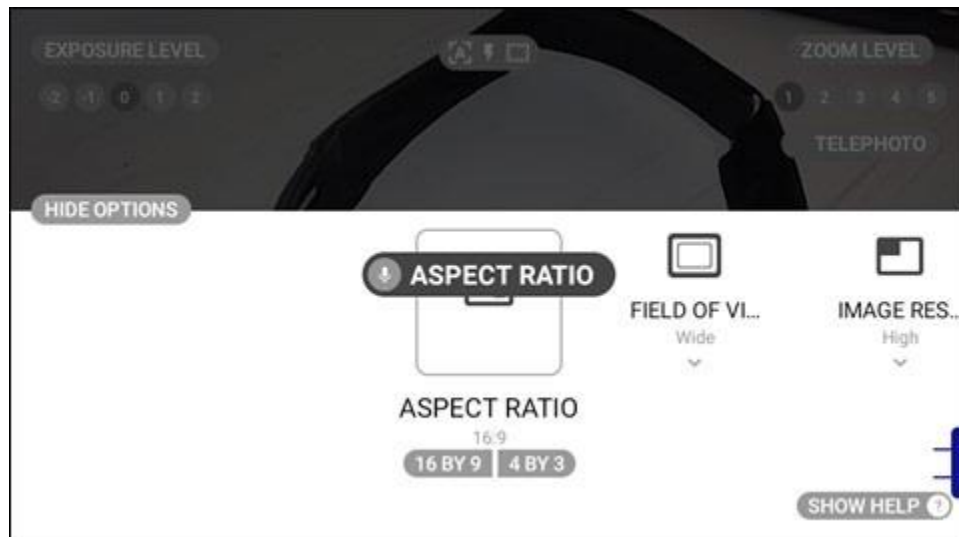 EXPOSURE LEVEL
-2 -1 0 1 2
[A]
ZOOM LEVEL
1 2 3 4 5
TELEPHOTO
HIDE OPTIONS
ASPECT RATIO
FIELD OF VI...
Wide
IMAGE RES...
High
ASPECT RATIO
16:9
16 BY 9 4 BY 3
SHOW HELP ?